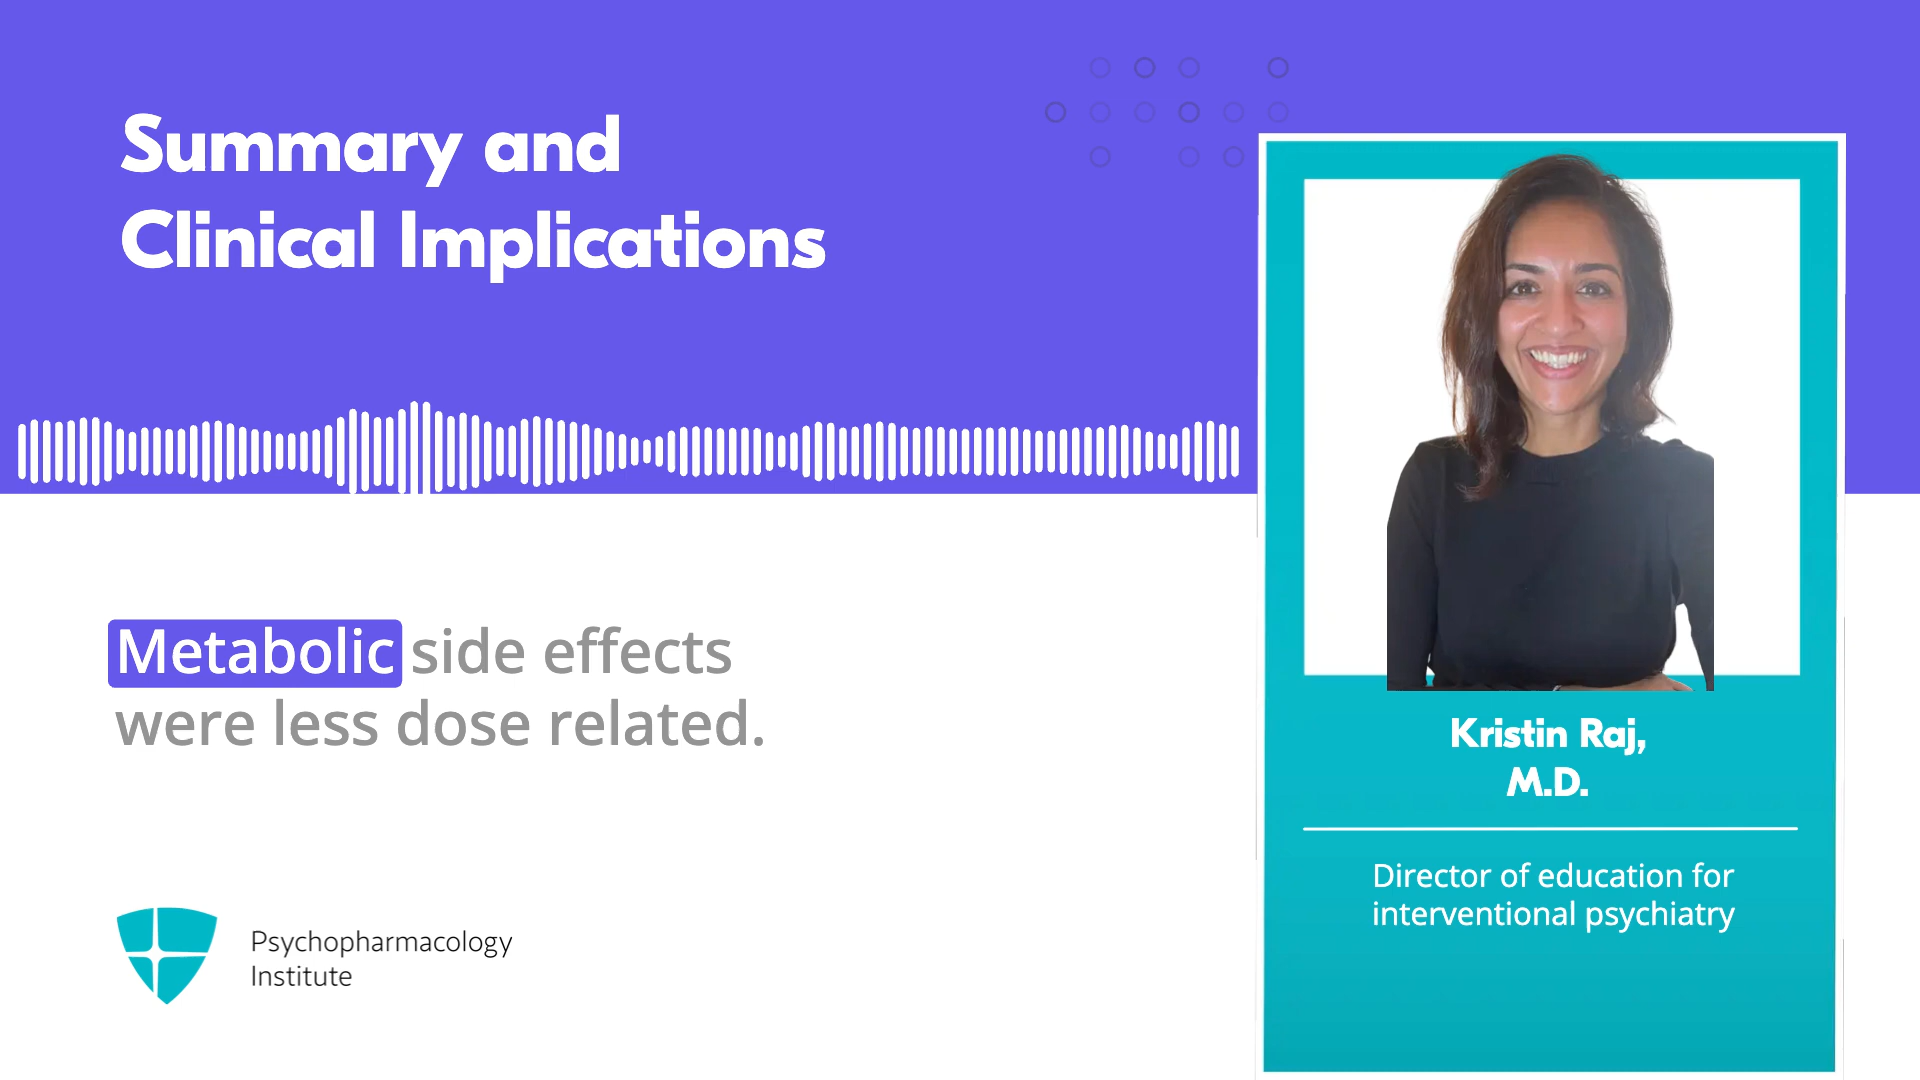 Summary and
Clinical Implications
Metabolic side effects
were less dose related.
Psychopharmacology
Institute
Kristin Raj,
M.D.
Director of education for
interventional psychiatry